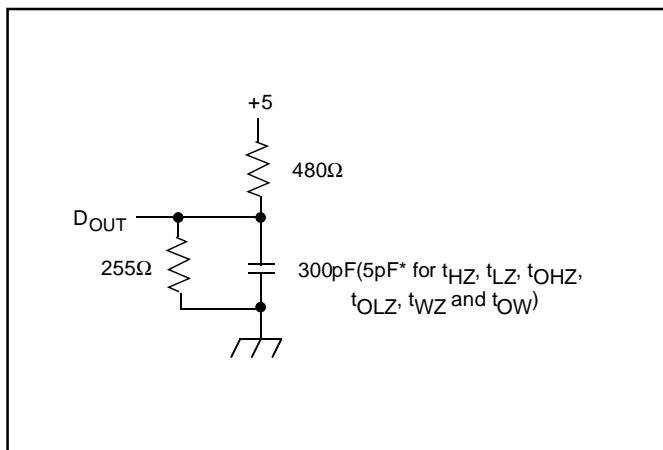 +5
480Ω
DOUT
255Ω
300pF(5pF* for tHZ, tLZ, tOHZ,
tOLZ, tWZ and tOW)